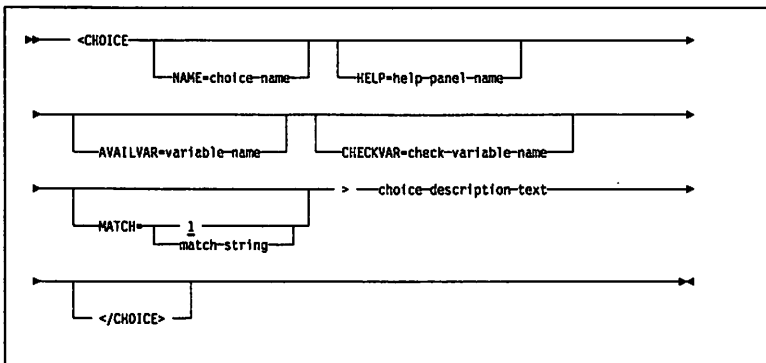 <CHOICE
NAME=choice-name
HELP=help-panel-name
AVAILVAR=variable-name
CHECKVAR=check-variable-name
> choice-description-text
MATCH=
1
match-string
</CHOICE>